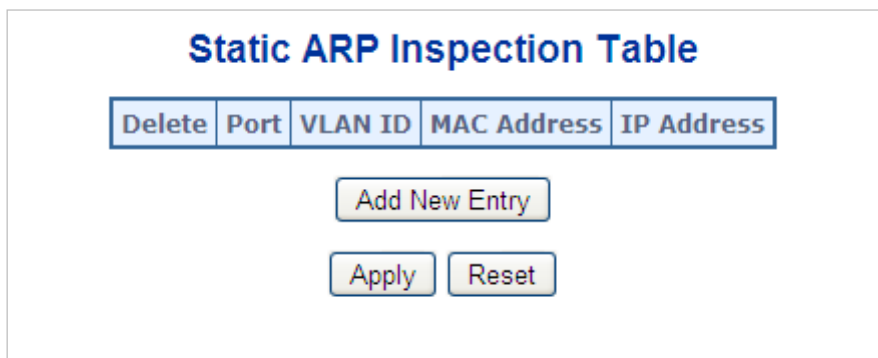 Static ARP Inspection Table
Delete Port VLAN ID MAC Address IP Address
Add New Entry
Apply Reset